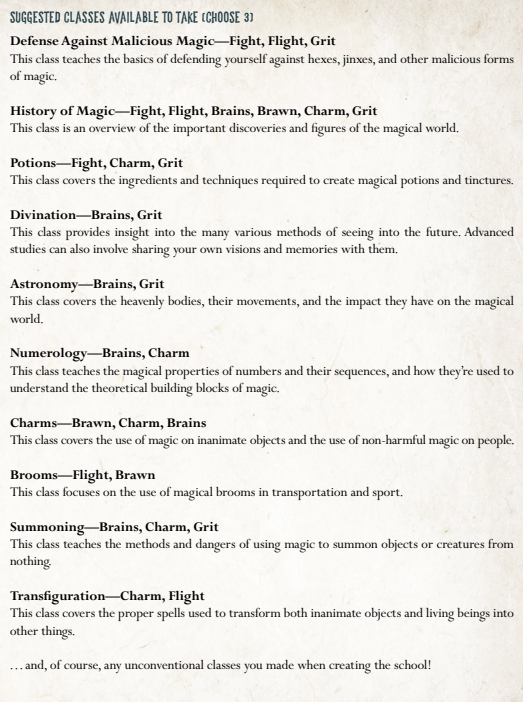 SUGGESTED CLASSES AVAILABLE TO TAKE (CHOOSE 3)
Defense Against Malicious Magic—Fight, Flight, Grit
This class teaches the basics of defending yourself against hexes, jinxes, and other malicious forms
of magic.
History of Magic—Fight, Flight, Brains, Brawn, Charm, Grit
This class is an overview of the important discoveries and figures of the magical world.
Potions—Fight, Charm, Grit
This class covers the ingredients and techniques required to create magical potions and tinctures.
Divination—Brains, Grit
This class provides insight into the many various methods of seeing into the future. Advanced
studies can also involve sharing your own visions and memories with them.
Astronomy—Brains, Grit
This class covers the heavenly bodies, their movements, and the impact they have on the magical
world.
Numerology—Brains, Charm
This class teaches the magical properties of numbers and their sequences, and how they're used to
understand the theoretical building blocks of magic.
Charms—Brawn, Charm, Brains
This class covers the use of magic on inanimate objects and the use of non-harmful magic on people.
Brooms—Flight, Brawn
This class focuses on the use of magical brooms in transportation and sport.
Summoning—Brains, Charm, Grit
This class teaches the methods and dangers of using magic to summon objects or creatures from
nothing.
Transfiguration—Charm, Flight
This class covers the proper spells used to transform both inanimate objects and living beings into
other things.
. . . and, of course, any unconventional classes you made when creating the school!